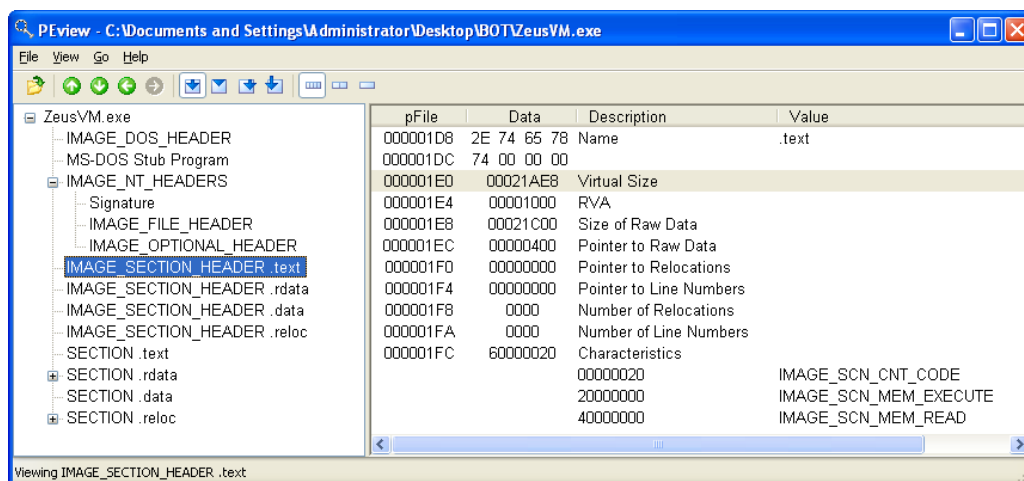 PEview - C:\Documents and Settings\Administrator\Desktop\BOT\ZeusVM.exe
File View Go Help
ZeusVM.exe
IMAGE_DOS_HEADER
MS-DOS Stub Program
IMAGE_NT_HEADERS
Signature
IMAGE_FILE_HEADER
IMAGE_OPTIONAL_HEADER
IMAGE_SECTION_HEADER .text
IMAGE_SECTION_HEADER .rdata
IMAGE_SECTION_HEADER .data
IMAGE_SECTION_HEADER .reloc
SECTION .text
SECTION .rdata
SECTION .data
SECTION .reloc
pFile Data Description Value
000001D8 2E 74 65 78 Name .text
000001DC 74 00 00 00
000001E0 00021AE8 Virtual Size
000001E4 00001000 RVA
000001E8 00021C00 Size of Raw Data
000001EC 00000400 Pointer to Raw Data
000001F0 00000000 Pointer to Relocations
000001F4 00000000 Pointer to Line Numbers
000001F8 0000 Number of Relocations
000001FA 0000 Number of Line Numbers
000001FC 60000020 Characteristics
00000020 IMAGE_SCN_CNT_CODE
20000000 IMAGE_SCN_MEM_EXECUTE
40000000 IMAGE_SCN_MEM_READ
Viewing IMAGE_SECTION_HEADER .text